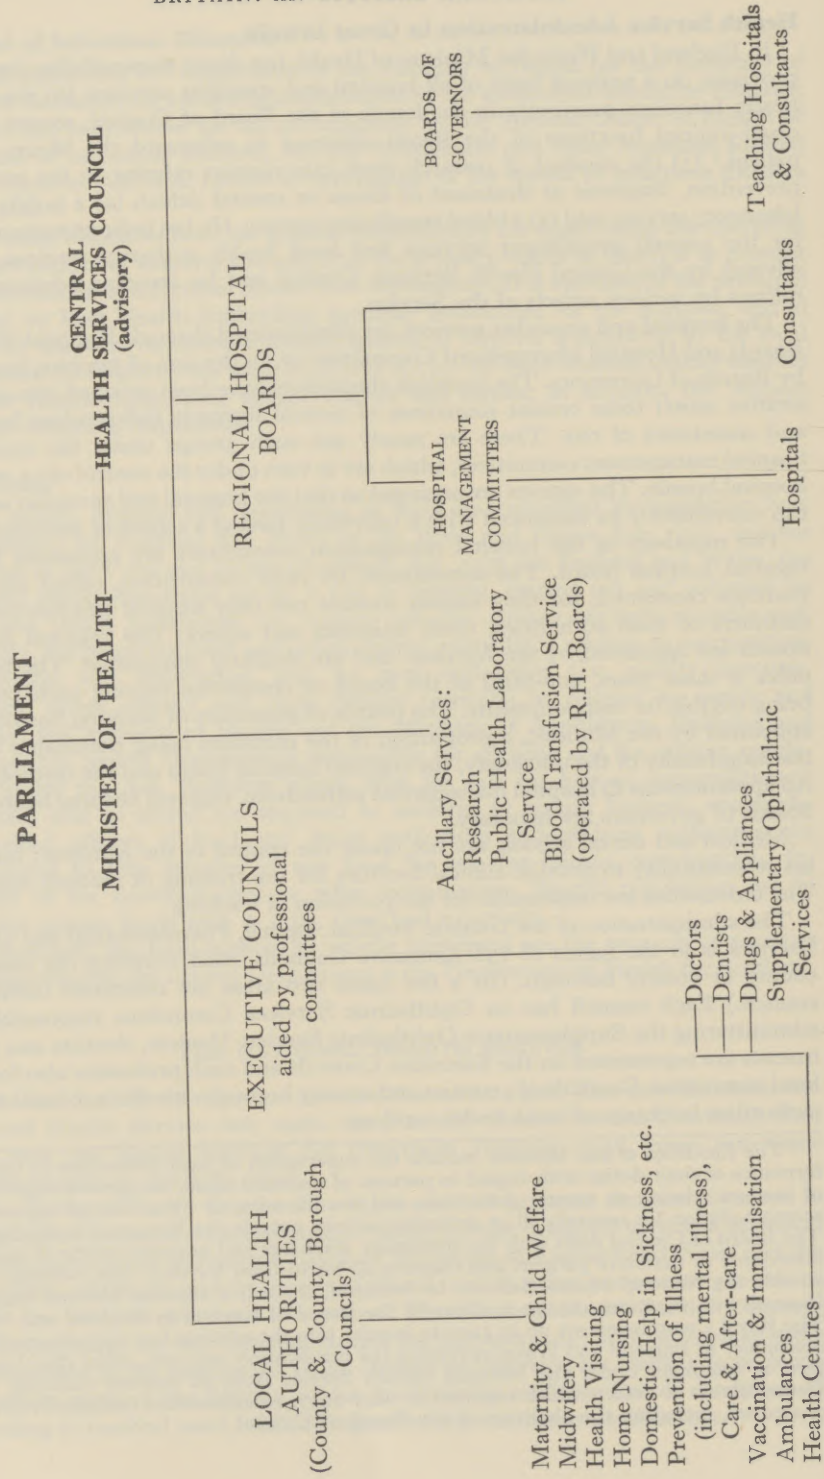 BRITAIN: AN
PARLIAMENT
MINISTER OF HEALTH
CENTRAL
HEALTH SERVICES COUNCIL
(advisory)
LOCAL HEALTH
AUTHORITIES
(County & County Borough
Councils)
EXECUTIVE COUNCILS
aided by professional
committees
REGIONAL HOSPITAL
BOARDS
BOARDS OF
GOVERNORS
Ancillary Services:
Research
Public Health Laboratory
Service
Blood Transfusion Service
(operated by R.H. Boards)
HOSPITAL
MANAGEMENT
COMMITTEES
Maternity & Child Welfare
Midwifery
Health Visiting
Home Nursing
Domestic Help in Sickness, etc.
Prevention of Illness
(including mental illness),
Care & After-care
Vaccination & Immunisation
Ambulances
Health Centres
Doctors
Dentists
Drugs & Appliances
Supplementary Ophthalmic
Services
Hospitals
Consultants
Teaching Hospitals
& Consultants